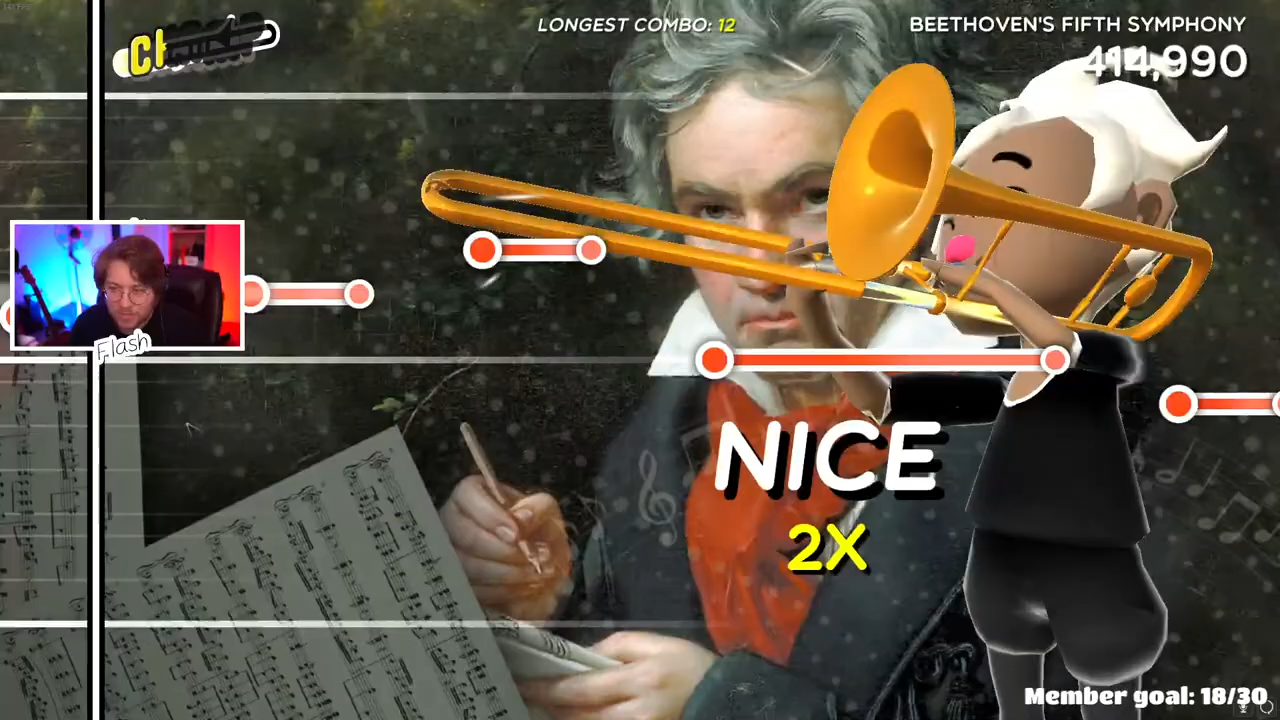 LONGEST COMBO: 12
BEETHOVEN'S FIFTH SYMPHONY
414,990
Flash
NICE
2X
Member goal: 18/30